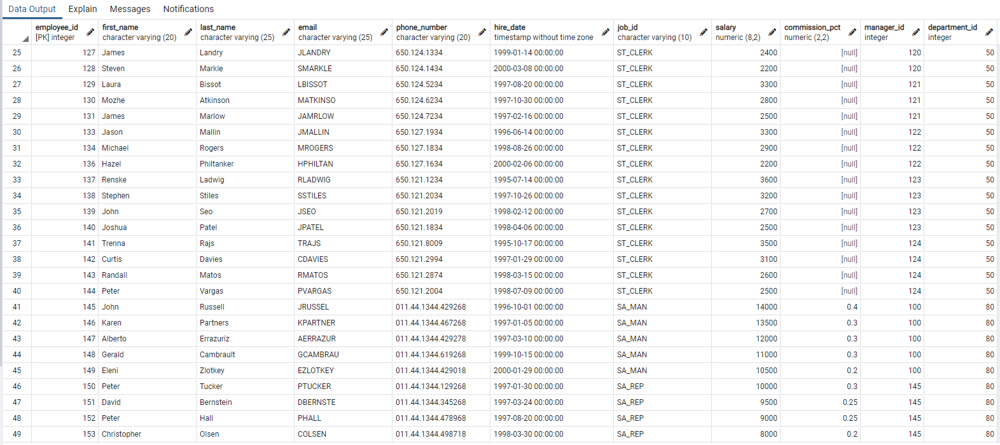 Data Output Explain Messages Notifications
employee_id first_name last_name email phone_number hire_date job_id salary commission_pct manager_id department_id
[PK] integer character varying (20) character varying (25) character varying (25) character varying (20) timestamp without time zone character varying (10) numeric (8,2) numeric (2,2) integer integer
25 127 James Landry JLANDRY 650.124.1334 1999-01-14 00:00:00 ST_CLERK 2400 [null] 120 50
26 128 Steven Markle SMARKLE 650.124.1434 2000-03-08 00:00:00 ST_CLERK 2200 [null] 120 50
27 129 Laura Bissot LBISSOT 650.124.5234 1997-08-20 00:00:00 ST_CLERK 3300 [null] 121 50
28 130 Mozhe Atkinson MATKINSO 650.124.6234 1997-10-30 00:00:00 ST_CLERK 2800 [null] 121 50
29 131 James Marlow JAMRLOW 650.124.7234 1997-02-16 00:00:00 ST_CLERK 2500 [null] 121 50
30 133 Jason Mallin JMALLIN 650.127.1934 1996-06-14 00:00:00 ST_CLERK 3300 [null] 122 50
31 134 Michael Rogers MROGERS 650.127.1834 1998-08-26 00:00:00 ST_CLERK 2900 [null] 122 50
32 136 Hazel Philtanker HPHILTAN 650.127.1634 2000-02-06 00:00:00 ST_CLERK 2200 [null] 122 50
33 137 Renske Ladwig RLADWIG 650.121.1234 1995-07-14 00:00:00 ST_CLERK 3600 [null] 123 50
34 138 Stephen Stiles SSTILES 650.121.2034 1997-10-26 00:00:00 ST_CLERK 3200 [null] 123 50
35 139 John Seo JSEO 650.121.2019 1998-02-12 00:00:00 ST_CLERK 2700 [null] 123 50
36 140 Joshua Patel JPATEL 650.121.1834 1998-04-06 00:00:00 ST_CLERK 2500 [null] 123 50
37 141 Trenna Rajs TRAJS 650.121.8009 1995-10-17 00:00:00 ST_CLERK 3500 [null] 124 50
38 142 Curtis Davies CDAVIES 650.121.2994 1997-01-29 00:00:00 ST_CLERK 3100 [null] 124 50
39 143 Randall Matos RMATOS 650.121.2874 1998-03-15 00:00:00 ST_CLERK 2600 [null] 124 50
40 144 Peter Vargas PVARGAS 650.121.2004 1998-07-09 00:00:00 ST_CLERK 2500 [null] 124 50
41 145 John Russell JRUSSEL 011.44.1344.429268 1996-10-01 00:00:00 SA_MAN 14000 0.4 100 80
42 146 Karen Partners KPARTNER 011.44.1344.467268 1997-01-05 00:00:00 SA_MAN 13500 0.3 100 80
43 147 Alberto Errazuriz AERRAZUR 011.44.1344.429278 1997-03-10 00:00:00 SA_MAN 12000 0.3 100 80
44 148 Gerald Cambrault GCAMBRAU 011.44.1344.619268 1999-10-15 00:00:00 SA_MAN 11000 0.3 100 80
45 149 Eleni Zlotkey EZLOTKEY 011.44.1344.429018 2000-01-29 00:00:00 SA_MAN 10500 0.2 100 80
46 150 Peter Tucker PTUCKER 011.44.1344.129268 1997-01-30 00:00:00 SA_REP 10000 0.3 145 80
47 151 David Bernstein DBERNSTE 011.44.1344.345268 1997-03-24 00:00:00 SA_REP 9500 0.25 145 80
48 152 Peter Hall PHALL 011.44.1344.478968 1997-08-20 00:00:00 SA_REP 9000 0.25 145 80
49 153 Christopher Olsen COLSEN 011.44.1344.498718 1998-03-30 00:00:00 SA_REP 8000 0.2 145 80